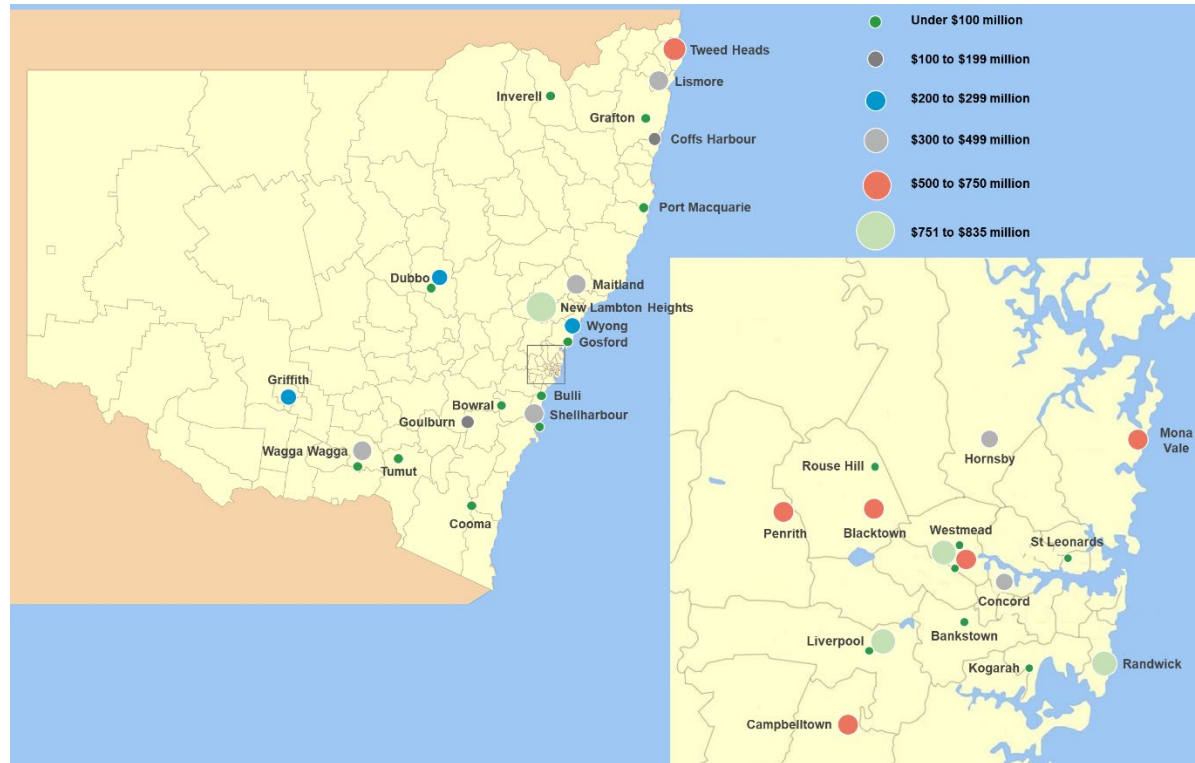 Under $100 million
$100 to $199 million
$200 to $299 million
$300 to $499 million
$500 to $750 million
$751 to $835 million
Tweed Heads
Lismore
Inverell
Grafton
Coffs Harbour
Port Macquarie
Dubbo
Maitland
New Lambton Heights
Wyong
Gosford
Griffith
Bulli
Bowral
Shellharbour
Goulburn
Wagga Wagga
Tumut
Cooma
Mona
Vale
Hornsby
Rouse Hill
Penrith
Blacktown
Westmead
St Leonards
Concord
Bankstown
Liverpool
Kogarah
Randwick
Campbelltown